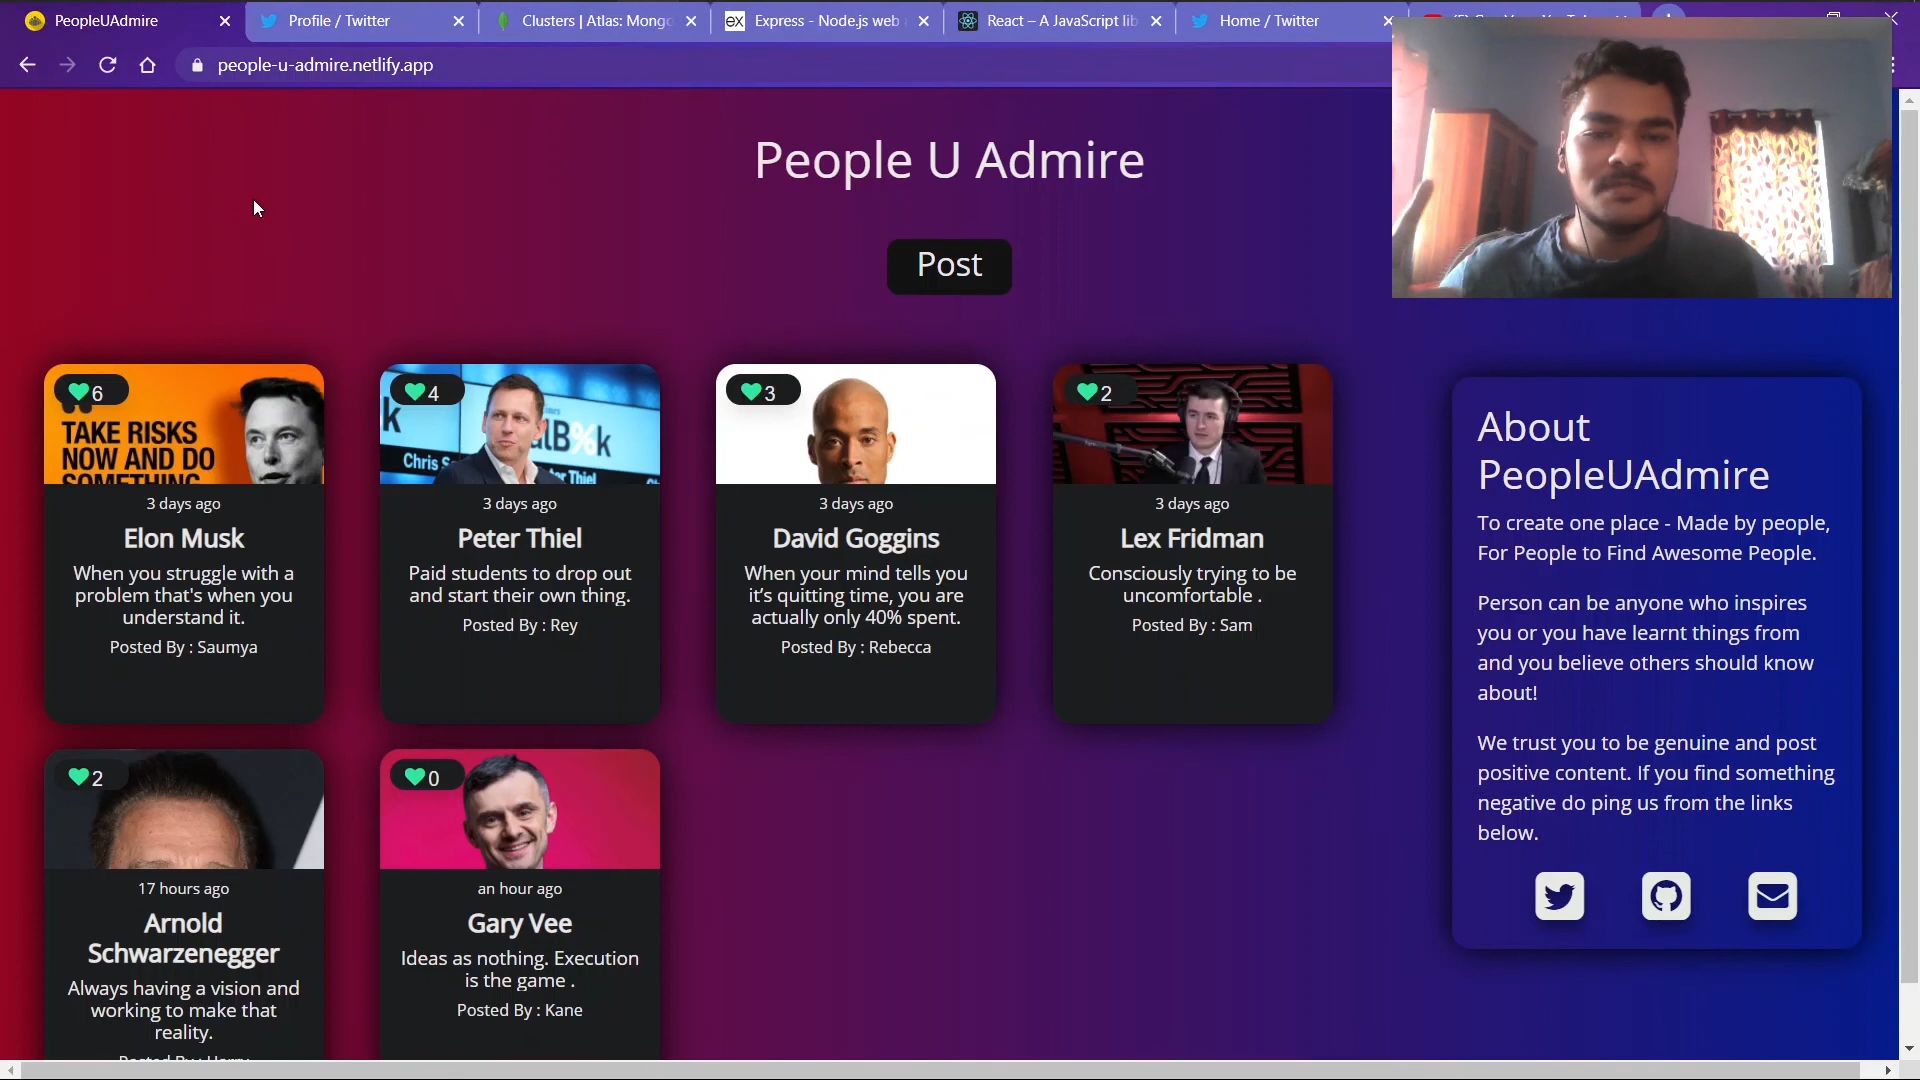 PeopleUAdmire
Profile / Twitter
Clusters | Atlas: Mongo
Express - Node.js web
React – A JavaScript lib
Home / Twitter
people-u-admire.netlify.app
People U Admire
Post
6
TAKE RISKS
NOW AND DO
SOMETHING
3 days ago
Elon Musk
When you struggle with a
problem that's when you
understand it.
Posted By : Saumya
4
Chris S
3 days ago
Peter Thiel
Paid students to drop out
and start their own thing.
Posted By : Rey
3
3 days ago
David Goggins
When your mind tells you
it’s quitting time, you are
actually only 40% spent.
Posted By : Rebecca
2
3 days ago
Lex Fridman
Consciously trying to be
uncomfortable .
Posted By : Sam
2
17 hours ago
Arnold
Schwarzenegger
Always having a vision and
working to make that
reality.
0
an hour ago
Gary Vee
Ideas as nothing. Execution
is the game .
Posted By : Kane
About
PeopleUAdmire
To create one place - Made by people,
For People to Find Awesome People.
Person can be anyone who inspires
you or you have learnt things from
and you believe others should know
about!
We trust you to be genuine and post
positive content. If you find something
negative do ping us from the links
below.